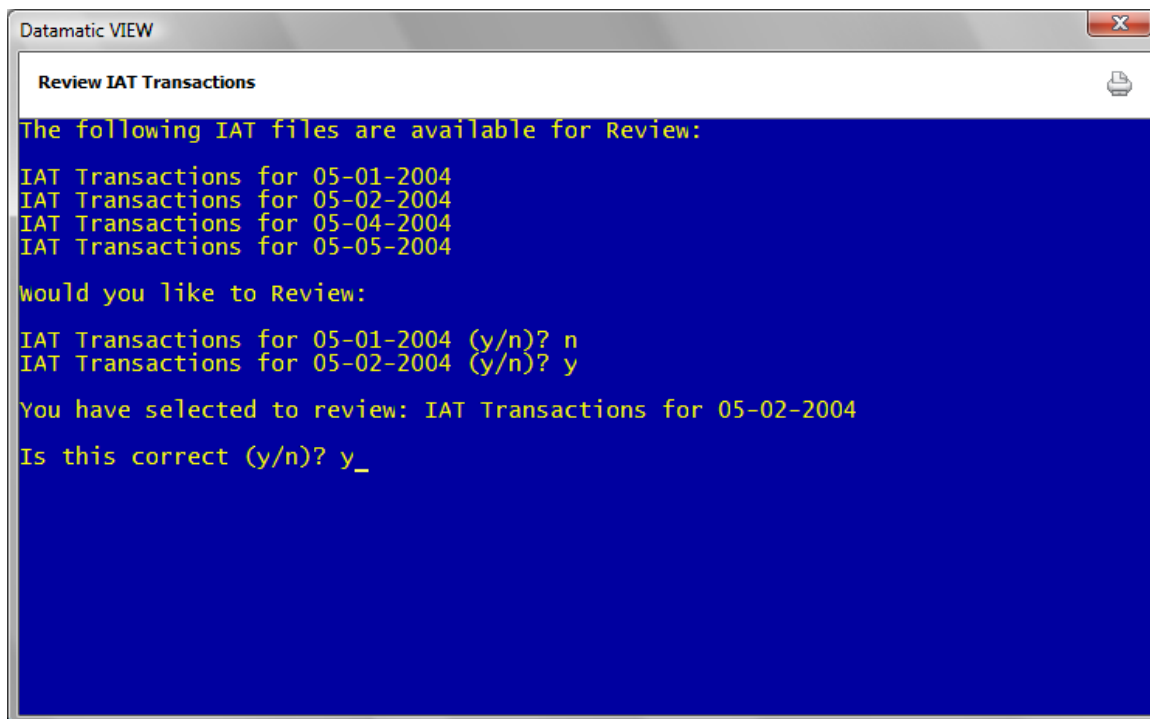 Datamatic VIEW
Review IAT Transactions
The following IAT files are available for Review:
IAT Transactions for 05-01-2004
IAT Transactions for 05-02-2004
IAT Transactions for 05-04-2004
IAT Transactions for 05-05-2004
Would you like to Review:
IAT Transactions for 05-01-2004 (y/n)? n
IAT Transactions for 05-02-2004 (y/n)? y
You have selected to review: IAT Transactions for 05-02-2004
Is this correct (y/n)? y_